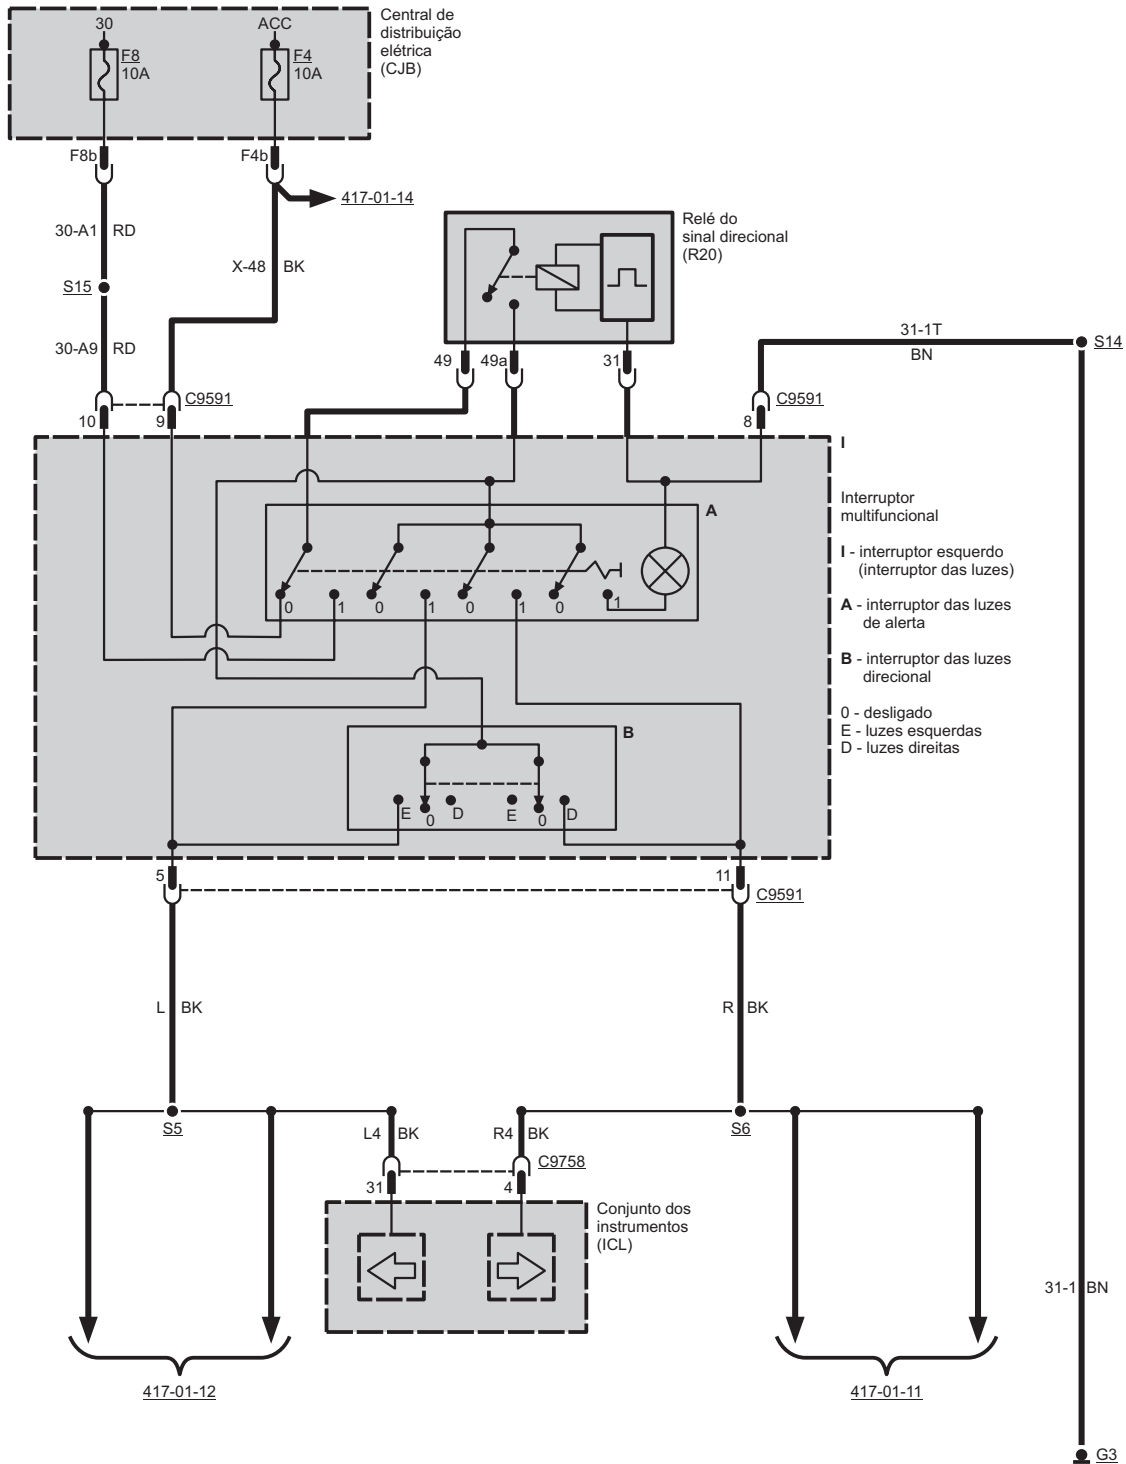 30
ACC
Central de
distribuição
elétrica
(CJB)
F8
10A
F4
10A
F8b
F4b
417-01-14
30-A1 RD
X-48 BK
S15
30-A9 RD
Relé do
sinal direcional
(R20)
49
49a
31
31-1T
BN
S14
C9591
C9591
10
9
8
I
A
0
1
0
1
0
1
0
1
Interruptor
multifuncional
I - interruptor esquerdo
(interruptor das luzes)
A - interruptor das luzes
de alerta
B - interruptor das luzes
direcional
0 - desligado
E - luzes esquerdas
D - luzes direitas
B
E
0
D
E
0
D
5
11
C9591
L BK
R BK
S5
S6
L4 BK
R4 BK
C9758
31
4
Conjunto dos
instrumentos
(ICL)
31-1 BN
417-01-12
417-01-11
G3